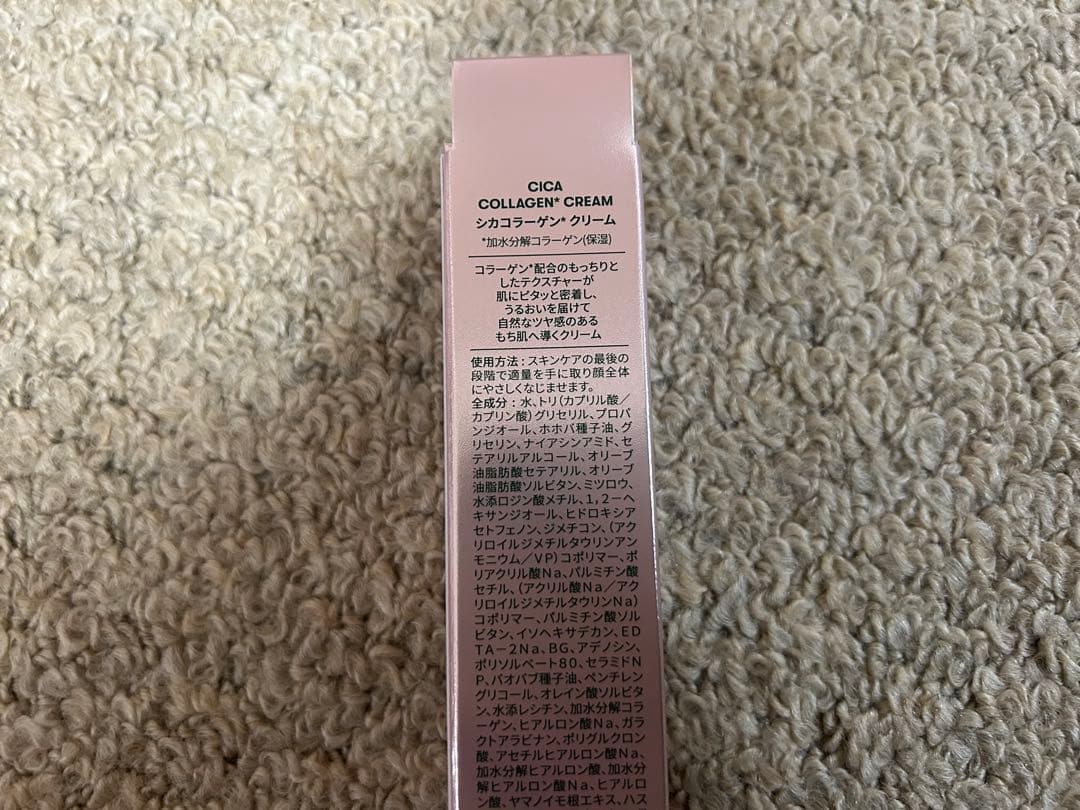 CICA
COLLAGEN* CREAM
シカコラーゲン* クリーム
*加水分解コラーゲン(保湿)
コラーゲン*配合のもっちりと
したテクスチャーが
肌にピタッと密着し、
うるおいを届けて
自然なツヤ感のある
もち肌へ導くクリーム
使用方法:スキンケアの最後の
段階で適量を手に取り顔全体
にやさしくなじませます。
全成分:水、トリ(カプリル酸/
カプリン酸)グリセリル、プロパ
ンジオール、ホホバ種子油、グ
リセリン、ナイアシンアミド、セ
テアリルアルコール、オリーブ
油脂肪酸セテアリル、オリーブ
油脂肪酸ソルビタン、ミツロウ、
水添ロジン酸メチル、1,2-ヘ
キサンジオール、ヒドロキシア
セトフェノン、ジメチコン、(アク
リロイルジメチルタウリンアン
モニウム/VP)コポリマー、ポ
リアクリル酸Na、パルミチン酸
セチル、(アクリル酸Na/アク
リロイルジメチルタウリンNa)
コポリマー、パルミチン酸ソル
ビタン、イソヘキサデカン、ED
TA-2Na、BG、アデノシン、
ポリソルベート80、セラミドN
P、バオバブ種子油、ペンチレン
グリコール、オレイン酸ソルビタ
ン、水添レシチン、加水分解コラ
ーゲン、ヒアルロン酸Na、ガラ
クトアラビナン、ポリグルクロン
酸、アセチルヒアルロン酸Na、
加水分解ヒアルロン酸、加水分
解ヒアルロン酸Na、ヒアルロ
ン酸、ヤマノイモ根エキス、ハス